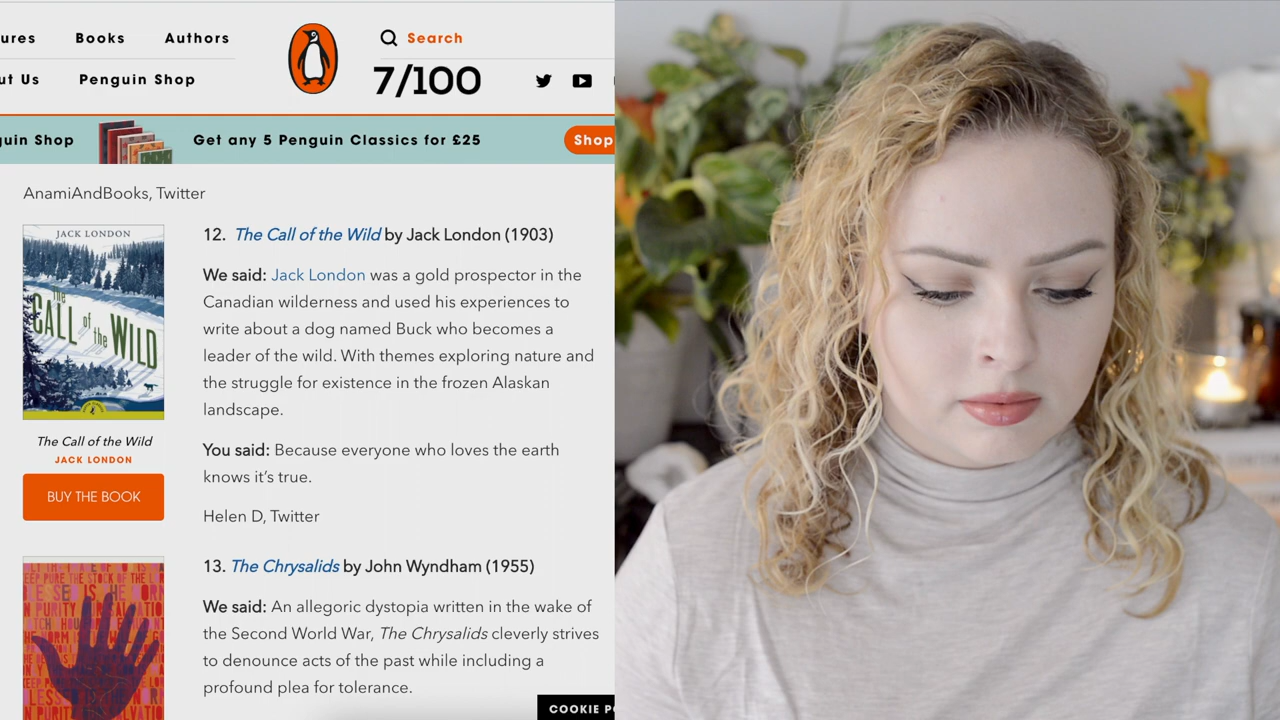 ures Books Authors
Search
ut Us Penguin Shop
7/100
guin Shop Get any 5 Penguin Classics for £25 Shop
AnamiAndBooks, Twitter
JACK LONDON
The
CALL of the WILD
The Call of the Wild
JACK LONDON
BUY THE BOOK
12. The Call of the Wild by Jack London (1903)
We said: Jack London was a gold prospector in the
Canadian wilderness and used his experiences to
write about a dog named Buck who becomes a
leader of the wild. With themes exploring nature and
the struggle for existence in the frozen Alaskan
landscape.
You said: Because everyone who loves the earth
knows it’s true.
Helen D, Twitter
13. The Chrysalids by John Wyndham (1955)
We said: An allegoric dystopia written in the wake of
the Second World War, The Chrysalids cleverly strives
to denounce acts of the past while including a
profound plea for tolerance.
COOKIE PO